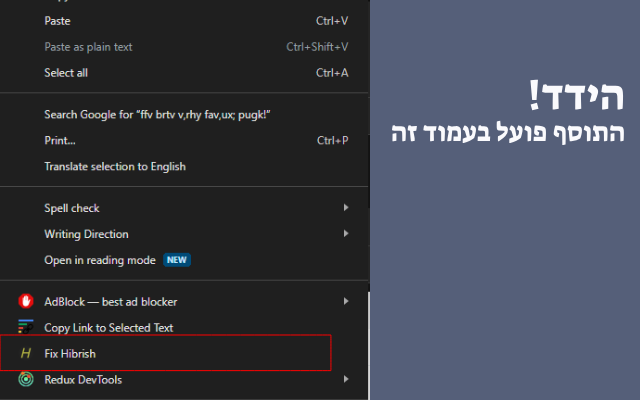 Paste Ctrl+V
Paste as plain text Ctrl+Shift+V
Select all Ctrl+A
Search Google for “ffv brtv v,rhy fav,ux; pugk!”
Print... Ctrl+P
Translate selection to English
Spell check
Writing Direction
Open in reading mode NEW
AdBlock — best ad blocker
Copy Link to Selected Text
H Fix Hibrish
Redux DevTools
הידד!
התוסף פועל בעמוד זה